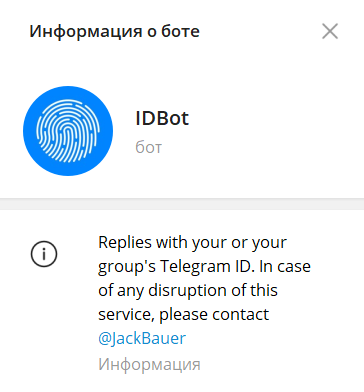 Информация о боте
IDBot
бот
Replies with your or your
group's Telegram ID. In case
of any disruption of this
service, please contact
@JackBauer
Информация